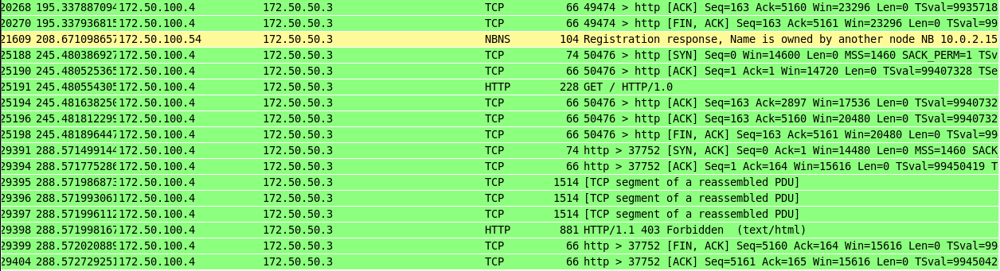 20268 195.337887094 172.50.100.4 172.50.50.3 TCP 66 49474 > http [ACK] Seq=163 Ack=5160 Win=23296 Len=0 TSval=9935718
20270 195.337936815 172.50.100.4 172.50.50.3 TCP 66 49474 > http [FIN, ACK] Seq=163 Ack=5161 Win=23296 Len=0 TSval=99
21609 208.671098657 172.50.100.54 172.50.50.3 NBNS 104 Registration response, Name is owned by another node NB 10.0.2.15
25188 245.480386927 172.50.100.4 172.50.50.3 TCP 74 50476 > http [SYN] Seq=0 Win=14600 Len=0 MSS=1460 SACK_PERM=1 TSv
25190 245.480525365 172.50.100.4 172.50.50.3 TCP 66 50476 > http [ACK] Seq=1 Ack=1 Win=14720 Len=0 TSval=99407328 TSe
25191 245.480554305 172.50.100.4 172.50.50.3 HTTP 228 GET / HTTP/1.0
25194 245.481638256 172.50.100.4 172.50.50.3 TCP 66 50476 > http [ACK] Seq=163 Ack=2897 Win=17536 Len=0 TSval=9940732
25196 245.481812299 172.50.100.4 172.50.50.3 TCP 66 50476 > http [ACK] Seq=163 Ack=5160 Win=20480 Len=0 TSval=9940732
25198 245.481896447 172.50.100.4 172.50.50.3 TCP 66 50476 > http [FIN, ACK] Seq=163 Ack=5161 Win=20480 Len=0 TSval=99
29391 288.571499144 172.50.100.4 172.50.50.3 TCP 74 http > 37752 [SYN, ACK] Seq=0 Ack=1 Win=14480 Len=0 MSS=1460 SACK
29394 288.571775286 172.50.100.4 172.50.50.3 TCP 66 http > 37752 [ACK] Seq=1 Ack=164 Win=15616 Len=0 TSval=99450419 T
29395 288.571986873 172.50.100.4 172.50.50.3 TCP 1514 [TCP segment of a reassembled PDU]
29396 288.571993061 172.50.100.4 172.50.50.3 TCP 1514 [TCP segment of a reassembled PDU]
29397 288.571996112 172.50.100.4 172.50.50.3 TCP 1514 [TCP segment of a reassembled PDU]
29398 288.571998167 172.50.100.4 172.50.50.3 HTTP 881 HTTP/1.1 403 Forbidden (text/html)
29399 288.572020889 172.50.100.4 172.50.50.3 TCP 66 http > 37752 [FIN, ACK] Seq=5160 Ack=164 Win=15616 Len=0 TSval=99
29404 288.572729251 172.50.100.4 172.50.50.3 TCP 66 http > 37752 [ACK] Seq=5161 Ack=165 Win=15616 Len=0 TSval=9945042